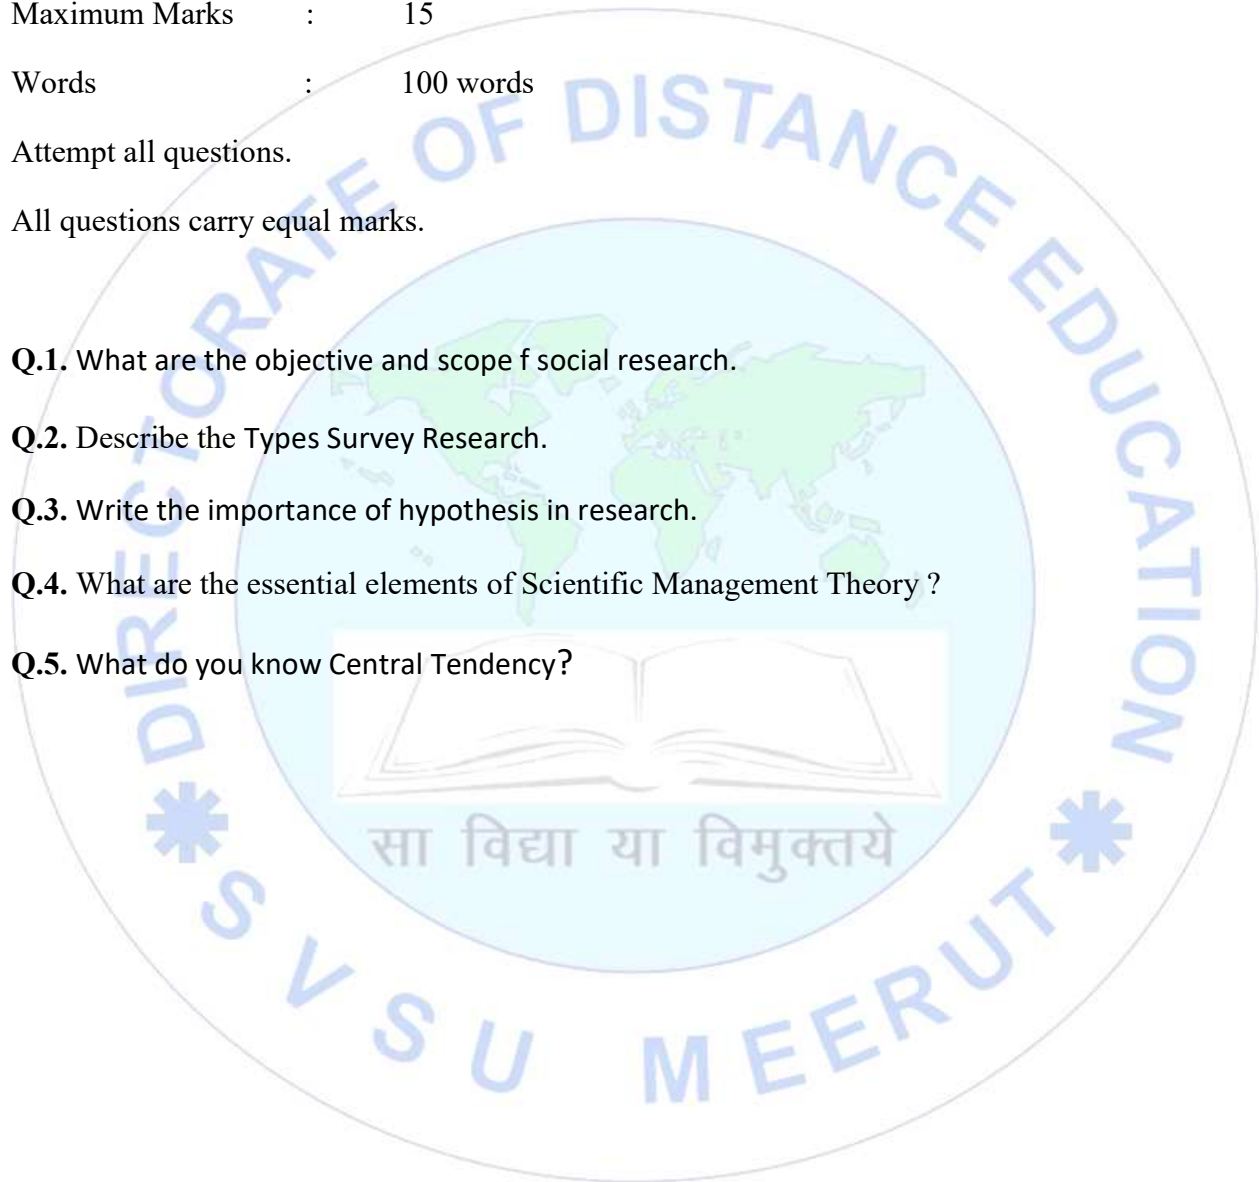 Maximum Marks : 15
Words : 100 words
Attempt all questions.
All questions carry equal marks.
Q.1. What are the objective and scope f social research.
Q.2. Describe the Types Survey Research.
Q.3. Write the importance of hypothesis in research.
Q.4. What are the essential elements of Scientific Management Theory ?
Q.5. What do you know Central Tendency?
DIRECTORATE OF DISTANCE EDUCATION
सा विद्या या विमुक्तये
S V S U MEERUT